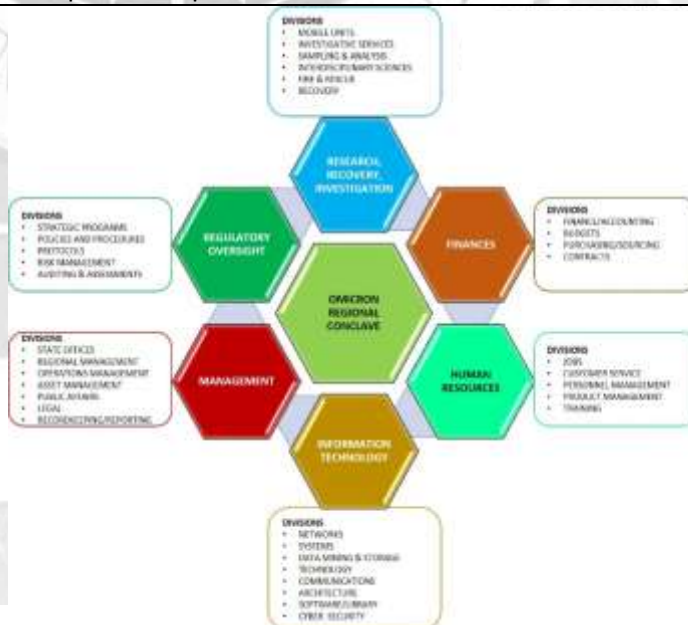 DIVISIONS
• MOBILE UNITS
• INVESTIGATIVE SERVICES
• SAMPLING & ANALYSIS
• INTERDISCIPLINARY SCIENCES
• FIRE & RESCUE
• RECOVERY
RESEARCH,
RECOVERY,
INVESTIGATION
REGULATORY
OVERSIGHT
DIVISIONS
• STRATEGIC PROGRAMS
• POLICIES AND PROCEDURES
• PROTOCOLS
• RISK MANAGEMENT
• AUDITING & ASSESSMENTS
FINANCES
DIVISIONS
• FINANCE/ACCOUNTING
• BUDGETS
• PURCHASING/SOURCING
• CONTRACTS
OMICRON
REGIONAL
CONCLAVE
DIVISIONS
• STATE OFFICES
• REGIONAL MANAGEMENT
• OPERATIONS MANAGEMENT
• ASSET MANAGEMENT
• PUBLIC AFFAIRS
• LEGAL
• RECORDKEEPING/REPORTING
MANAGEMENT
HUMAN
RESOURCES
DIVISIONS
• JOBS
• CUSTOMER SERVICE
• PERSONNEL MANAGEMENT
• PRODUCT MANAGEMENT
• TRAINING
INFORMATION
TECHNOLOGY
DIVISIONS
• NETWORKS
• SYSTEMS
• DATA MINING & STORAGE
• TECHNOLOGY
• COMMUNICATIONS
• ARCHITECTURE
• SOFTWARE/LIBRARY
• CYBER SECURITY